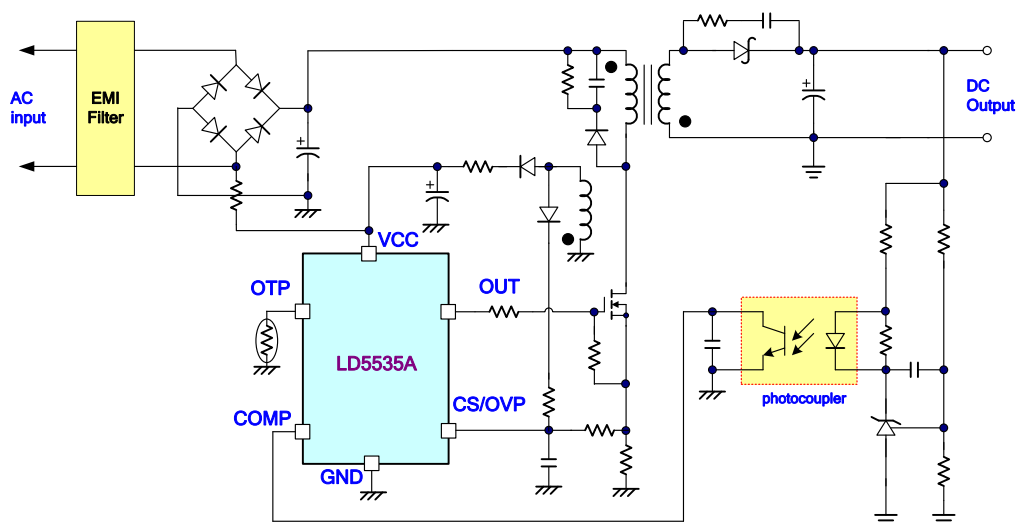 AC
input
EMI
Filter
DC
Output
+
+
+
VCC
OTP
OUT
LD5535A
photocoupler
COMP
CS/OVP
GND